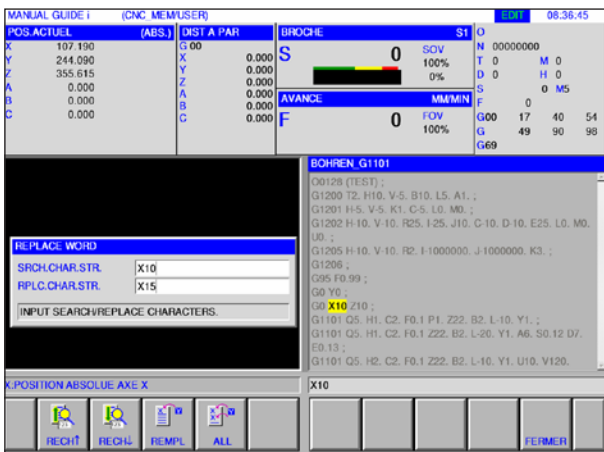 MANUAL GUIDE i (CNC_MEM/USER) EDIT 08:36:45
POS.ACTUEL (ABS.) DIST A PAR BROCHE S1 O
X 107.190 G 00 N 00000000
Y 244.090 X 0.000 S 0 SOV T 0 M 0
Z 355.615 Y 0.000 100% D 0 H 0
A 0.000 Z 0.000 0% S 0 M5
B 0.000 A 0.000 AVANCE MM/MIN F 0
C 0.000 B 0.000 F 0 FOV G00 17 40 54
C 0.000 100% G 49 90 98
G69
BOHREN_G1101
O0128 (TEST) ;
G1200 T2. H10. V-5. B10. L5. A1. ;
G1201 H-5. V-5. K1. C-5. L0. M0. ;
G1202 H-10. V-10. R25. I-25. J10. C-10. D-10. E25. L0. M0.
U0. ;
G1205 H-10. V-10. R2. I-1000000. J-1000000. K3. ;
G1206 ;
G95 F0.99 ;
G0 Y0 ;
G0 X10 Z10 ;
G1101 Q5. H1. C2. F0.1 P1. Z22. B2. L-10. Y1. ;
G1101 Q5. H1. C2. F0.1 Z22. B2. L-20. Y1. A6. S0.12 D7.
E0.13 ;
G1101 Q5. H2. C2. F0.1 Z22. B2. L-10. Y1. U10. V120.
REPLACE WORD
SRCH.CHAR.STR. X10
RPLC.CHAR.STR. X15
INPUT SEARCH/REPLACE CHARACTERS.
X:POSITION ABSOLUE AXE X X10
RECH↑ RECH↓ REMPL ALL FERMER